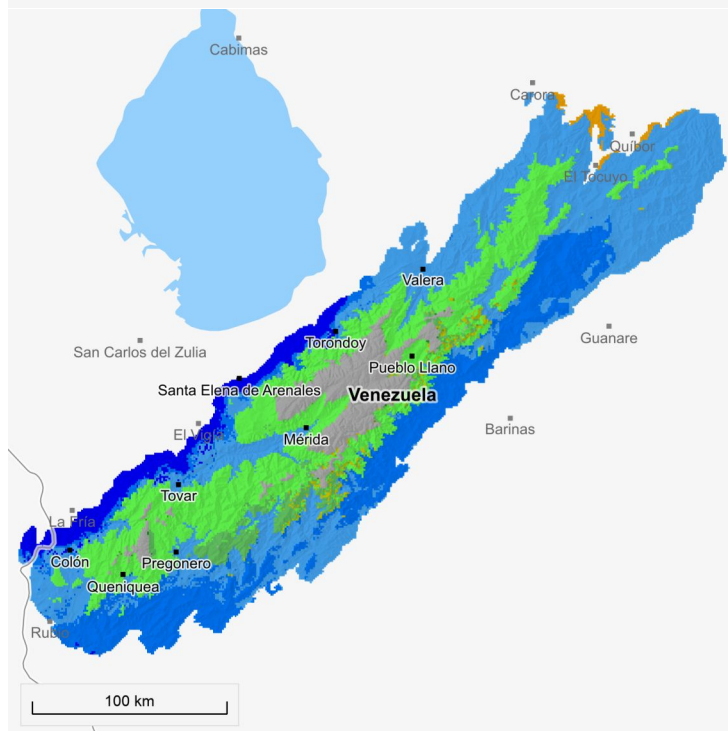 Cabimas
Carora
Quíbor
El Tocuyo
Valera
Guanare
San Carlos del Zulia
Torondoy
Pueblo Llano
Santa Elena de Arenales
Venezuela
Barinas
El Vigía
Mérida
Tovar
La Fría
Colón
Pregonero
Queniquea
Rubio
100 km